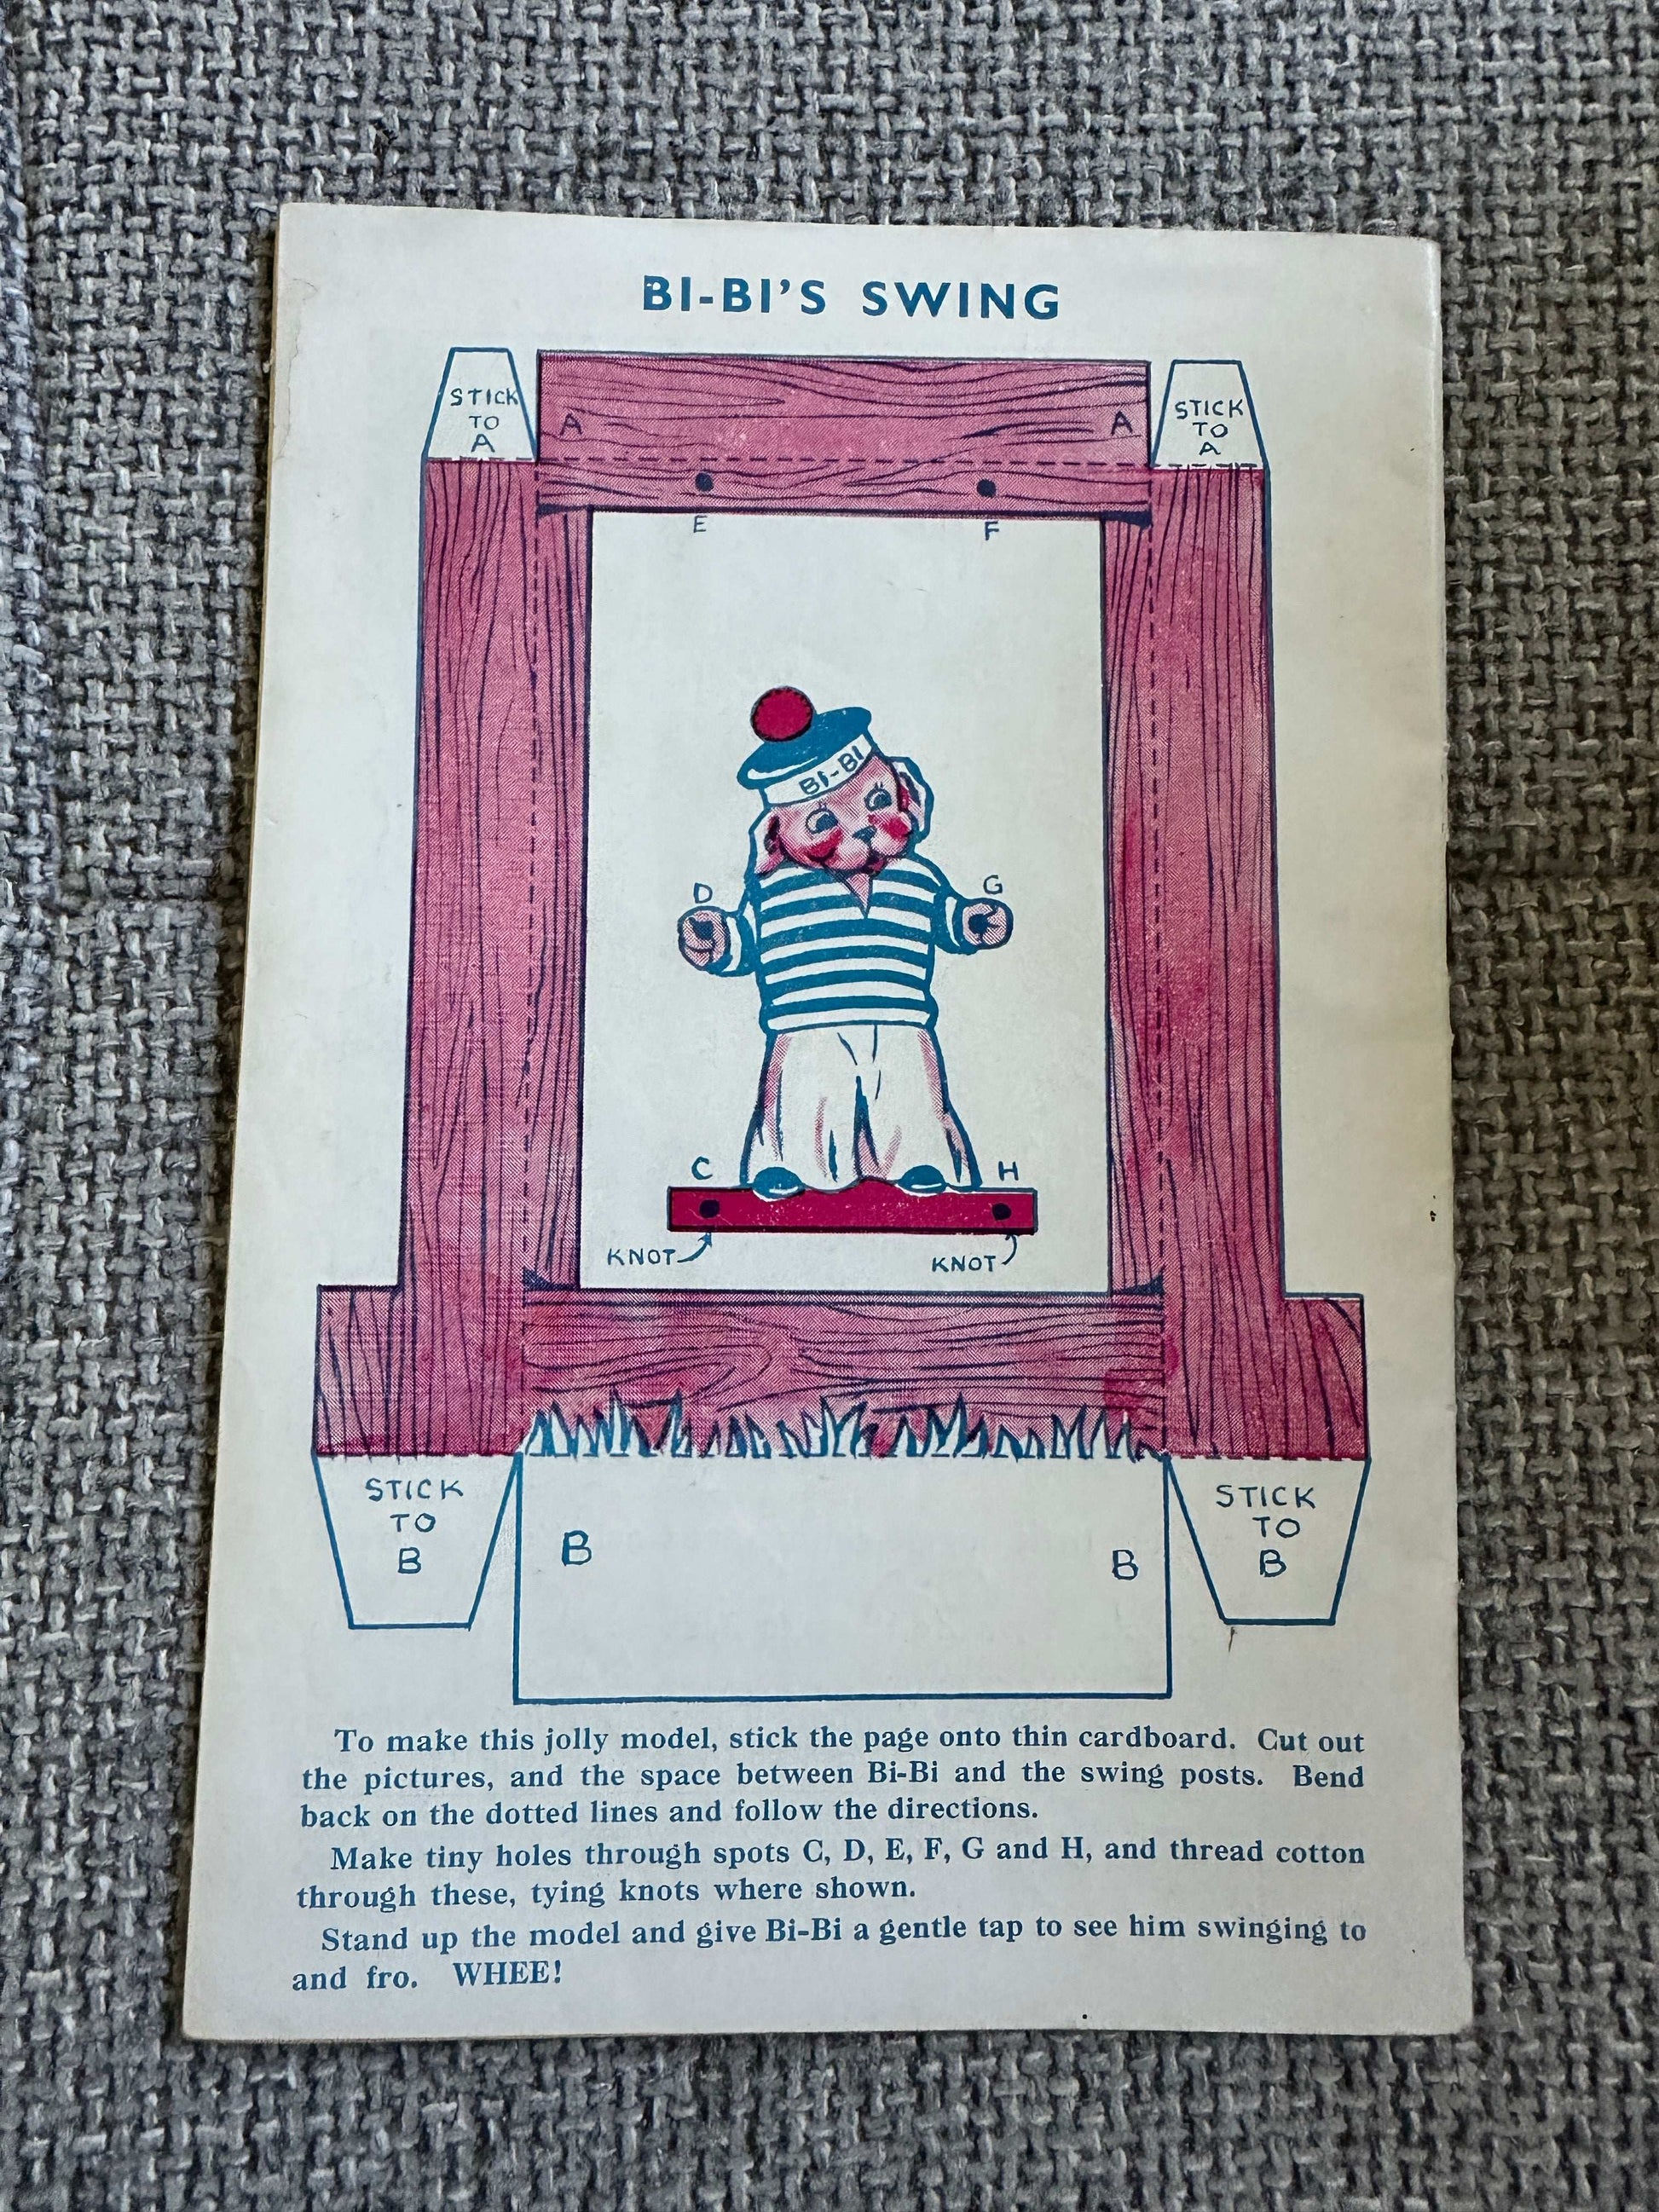 BI-BI'S SWING
STICK
TO
A
A
A
STICK
TO
A
E
F
BI-BI
D
G
C
H
KNOT
KNOT
STICK
TO
B
B
B
STICK
TO
B
To make this jolly model, stick the page onto thin cardboard. Cut out
the pictures, and the space between Bi-Bi and the swing posts. Bend
back on the dotted lines and follow the directions.
Make tiny holes through spots C, D, E, F, G and H, and thread cotton
through these, tying knots where shown.
Stand up the model and give Bi-Bi a gentle tap to see him swinging to
and fro. WHEE!